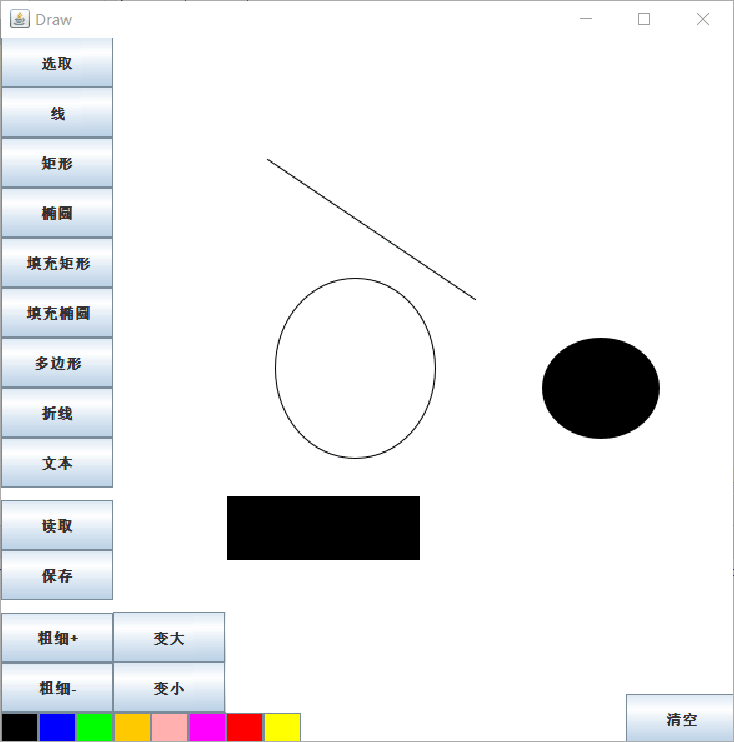 Draw
选取
线
矩形
椭圆
填充矩形
填充椭圆
多边形
折线
文本
读取
保存
粗细+ 变大
粗细- 变小
清空